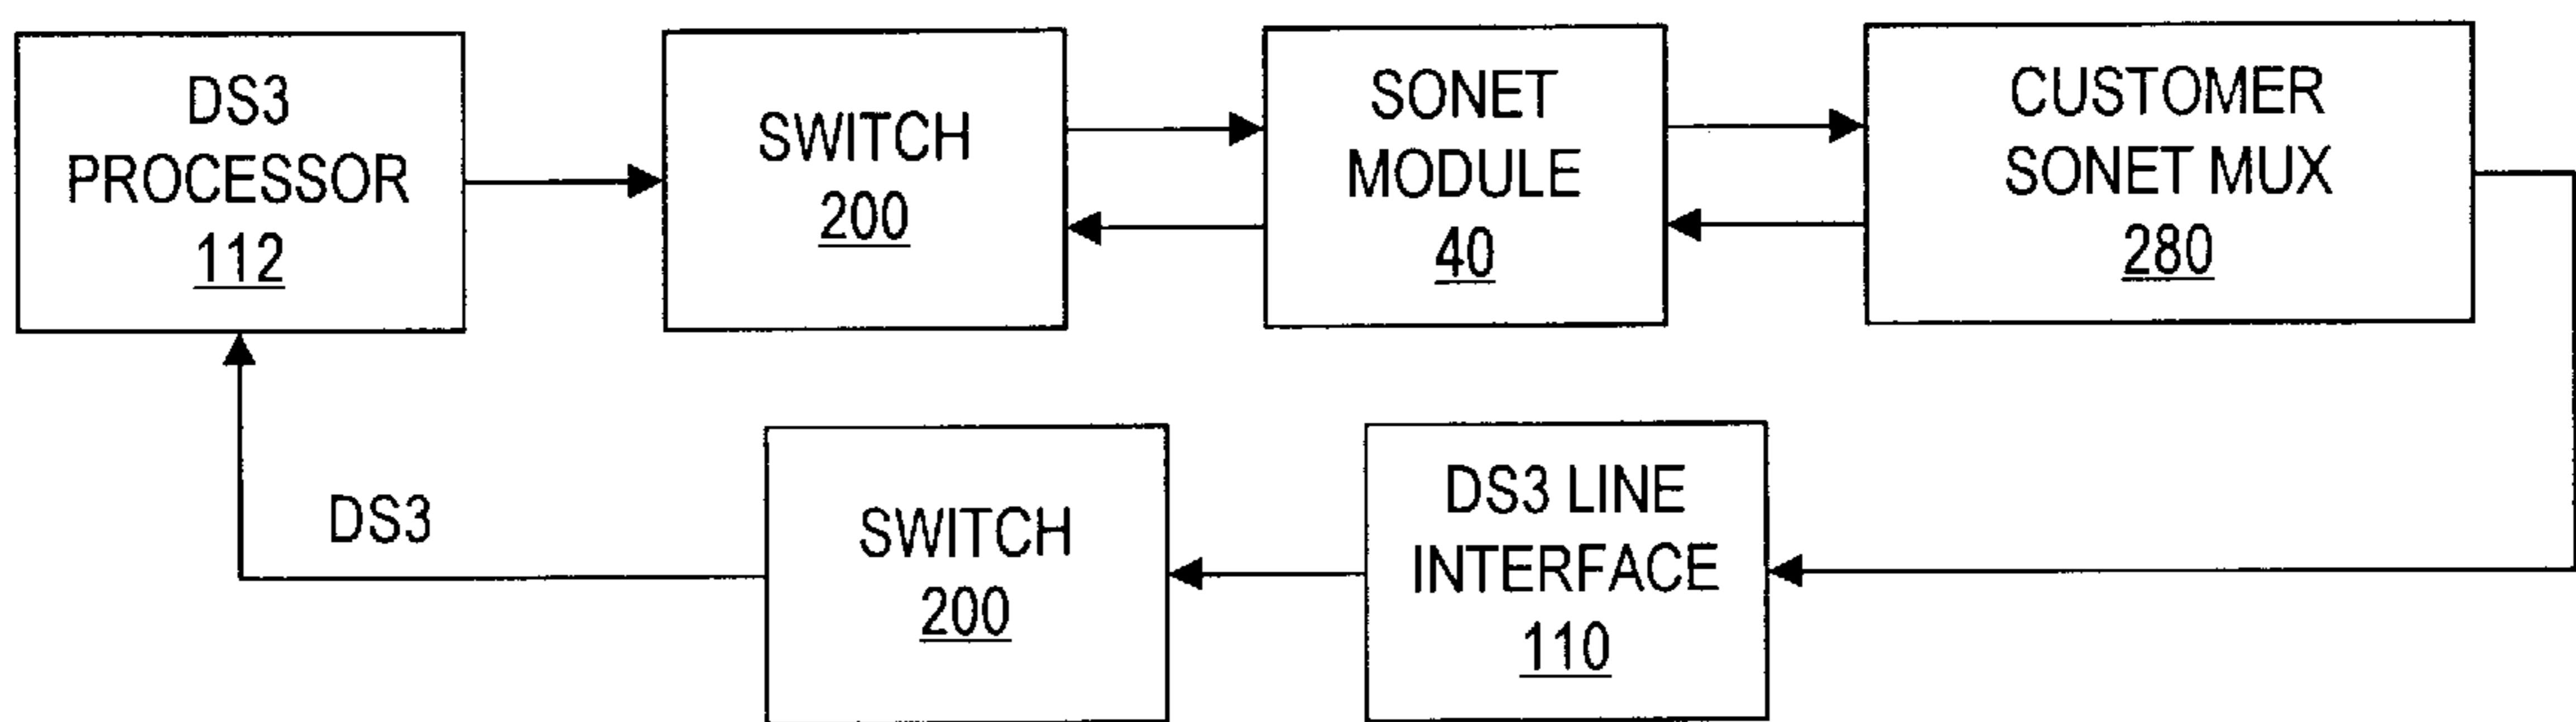 DS3
PROCESSOR
112
SWITCH
200
SONET
MODULE
40
CUSTOMER
SONET MUX
280
DS3
SWITCH
200
DS3 LINE
INTERFACE
110